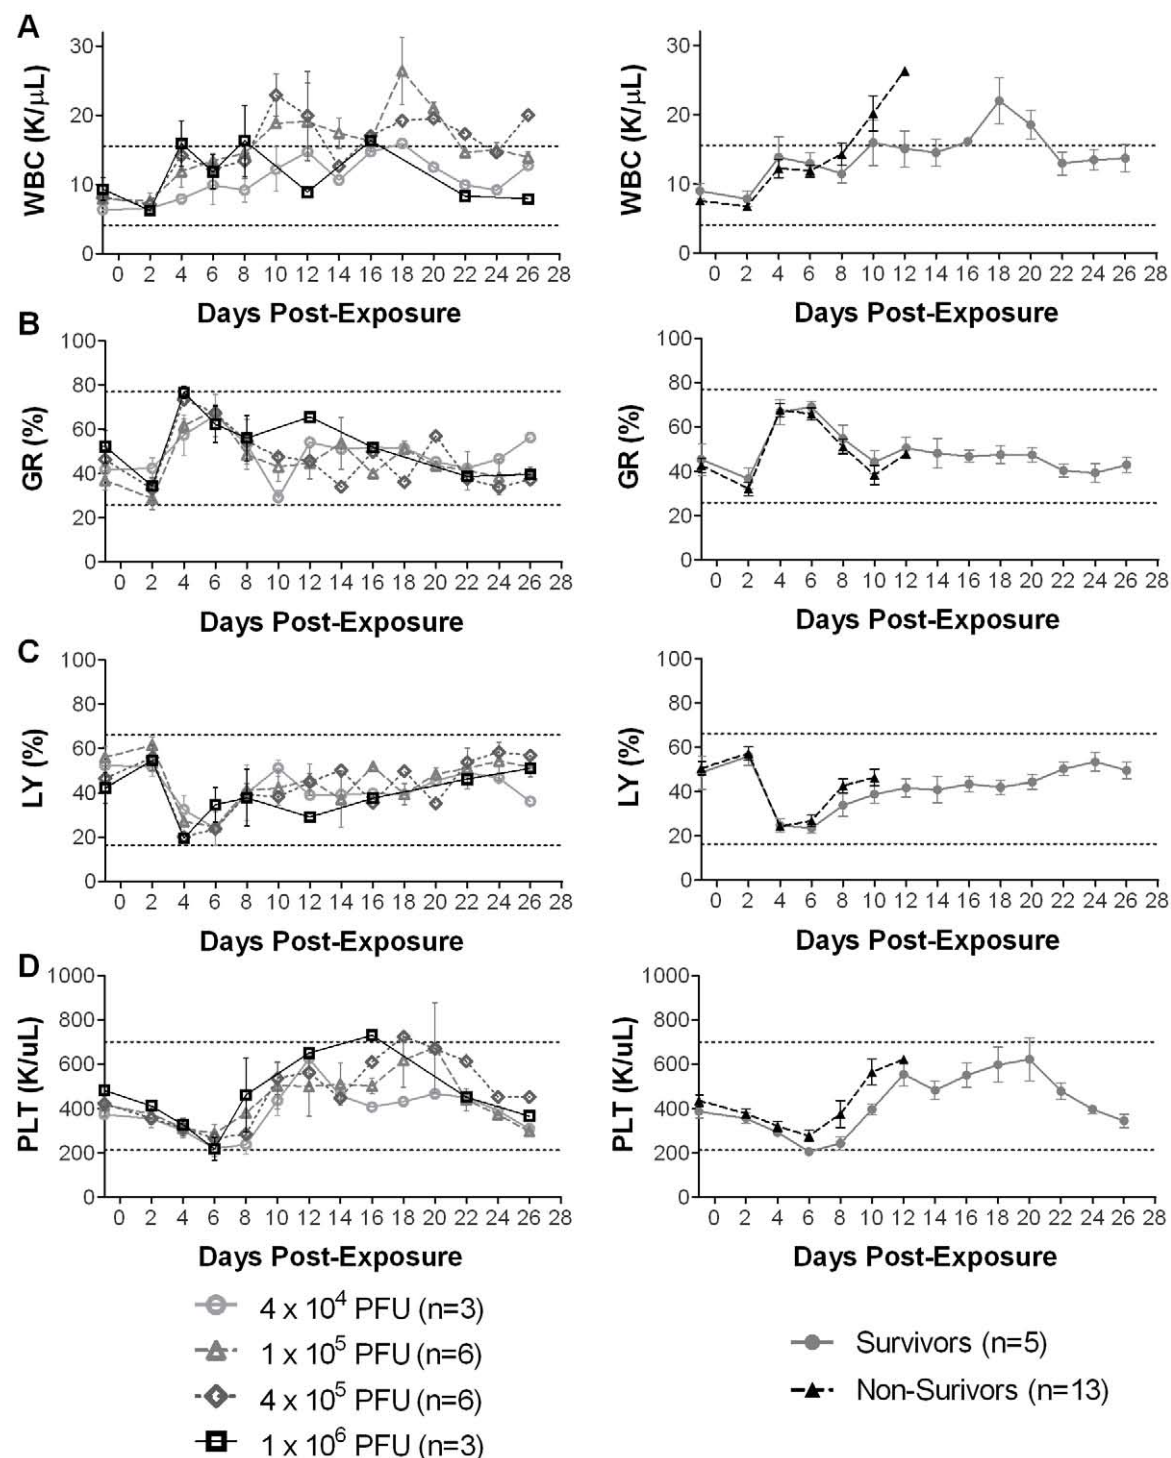 A
WBC (K/μL)
30
20
10
0
0 2 4 6 8 10 12 14 16 18 20 22 24 26 28
Days Post-Exposure
WBC (K/μL)
30
20
10
0
0 2 4 6 8 10 12 14 16 18 20 22 24 26 28
Days Post-Exposure
B
GR (%)
100
80
60
40
20
0
0 2 4 6 8 10 12 14 16 18 20 22 24 26 28
Days Post-Exposure
GR (%)
100
80
60
40
20
0
0 2 4 6 8 10 12 14 16 18 20 22 24 26 28
Days Post-Exposure
C
LY (%)
100
80
60
40
20
0
0 2 4 6 8 10 12 14 16 18 20 22 24 26 28
Days Post-Exposure
LY (%)
100
80
60
40
20
0
0 2 4 6 8 10 12 14 16 18 20 22 24 26 28
Days Post-Exposure
D
PLT (K/uL)
1000
800
600
400
200
0
0 2 4 6 8 10 12 14 16 18 20 22 24 26 28
Days Post-Exposure
PLT (K/uL)
1000
800
600
400
200
0
0 2 4 6 8 10 12 14 16 18 20 22 24 26 28
Days Post-Exposure
4 x 10⁴ PFU (n=3)
1 x 10⁵ PFU (n=6)
4 x 10⁵ PFU (n=6)
1 x 10⁶ PFU (n=3)
Survivors (n=5)
Non-Surivors (n=13)